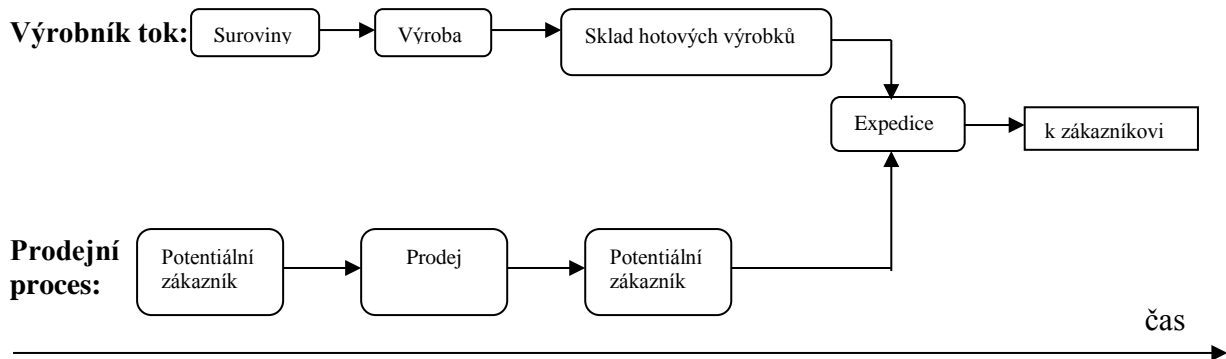 Výrobník tok:
Suroviny
Výroba
Sklad hotových výrobků
Expedice
k zákazníkovi
Prodejní
proces:
Potentiální
zákazník
Prodej
Potentiální
zákazník
čas